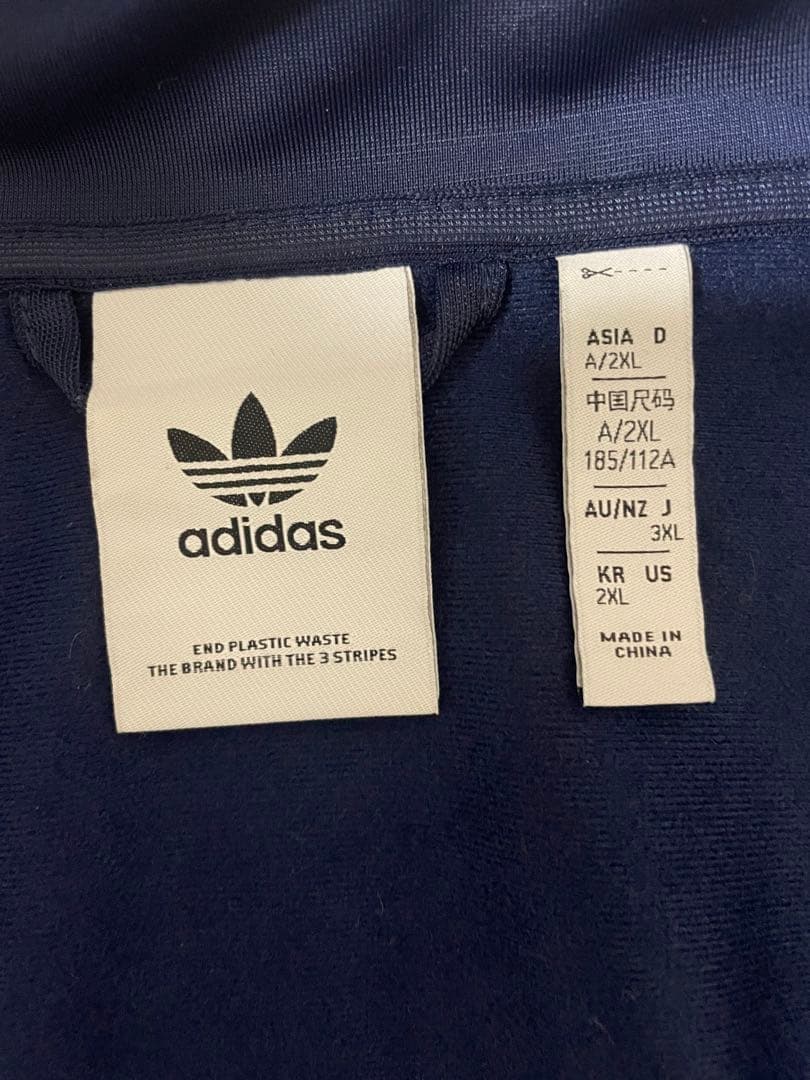 adidas
END PLASTIC WASTE
THE BRAND WITH THE 3 STRIPES
ASIA D
A/2XL
中国尺码
A/2XL
185/112A
AU/NZ J
3XL
KR US
2XL
MADE IN
CHINA